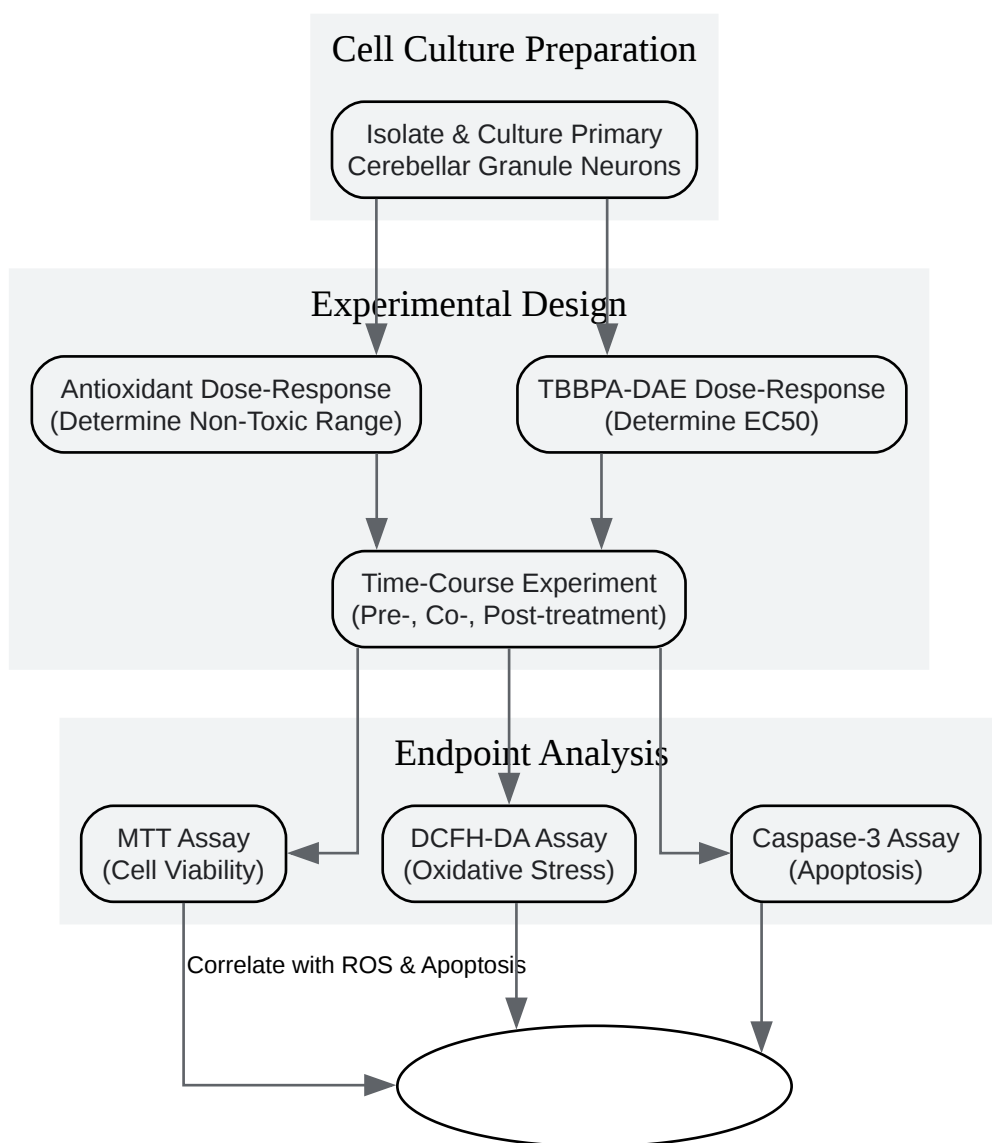 Cell Culture Preparation
Isolate & Culture Primary
Cerebellar Granule Neurons
Experimental Design
Antioxidant Dose-Response
(Determine Non-Toxic Range)
TBBPA-DAE Dose-Response
(Determine EC50)
Time-Course Experiment
(Pre-, Co-, Post-treatment)
Endpoint Analysis
MTT Assay
(Cell Viability)
DCFH-DA Assay
(Oxidative Stress)
Caspase-3 Assay
(Apoptosis)
Correlate with ROS & Apoptosis